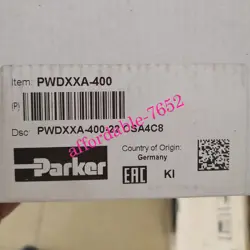 Item: PWDXXA-400
(P)
Dsc: PWDXXA-400-22 CSA4C8
Parker
Country of Origin:
Germany
EAC
KI
affordable-7652